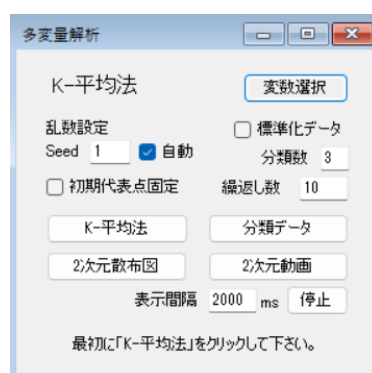 多変量解析
K-平均法 変数選択
乱数設定 標準化データ
Seed 1 自動 分類数 3
初期代表点固定 繰返し数 10
K-平均法 分類データ
2次元散布図 2次元動画
表示間隔 2000 ms 停止
最初に「K-平均法」をクリックして下さい。